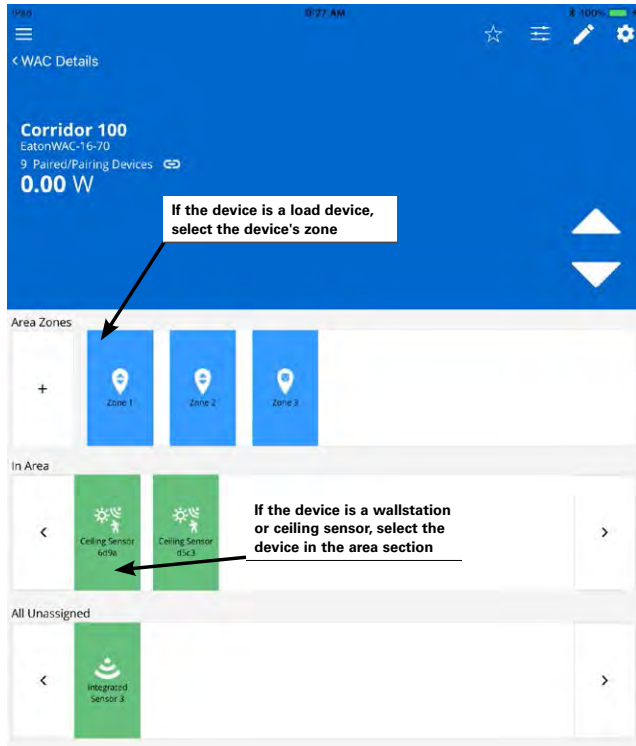 iPad 9:27 AM 100%
< WAC Details
Corridor 100
EatonWAC-16-70
9 Paired/Pairing Devices
0.00 W
If the device is a load device,
select the device's zone
Area Zones
+
Zone 1 Zone 2 Zone 3
In Area
< Ceiling Sensor Ceiling Sensor >
6d9a d5c3
If the device is a wallstation
or ceiling sensor, select the
device in the area section
All Unassigned
< Integrated >
Sensor 3